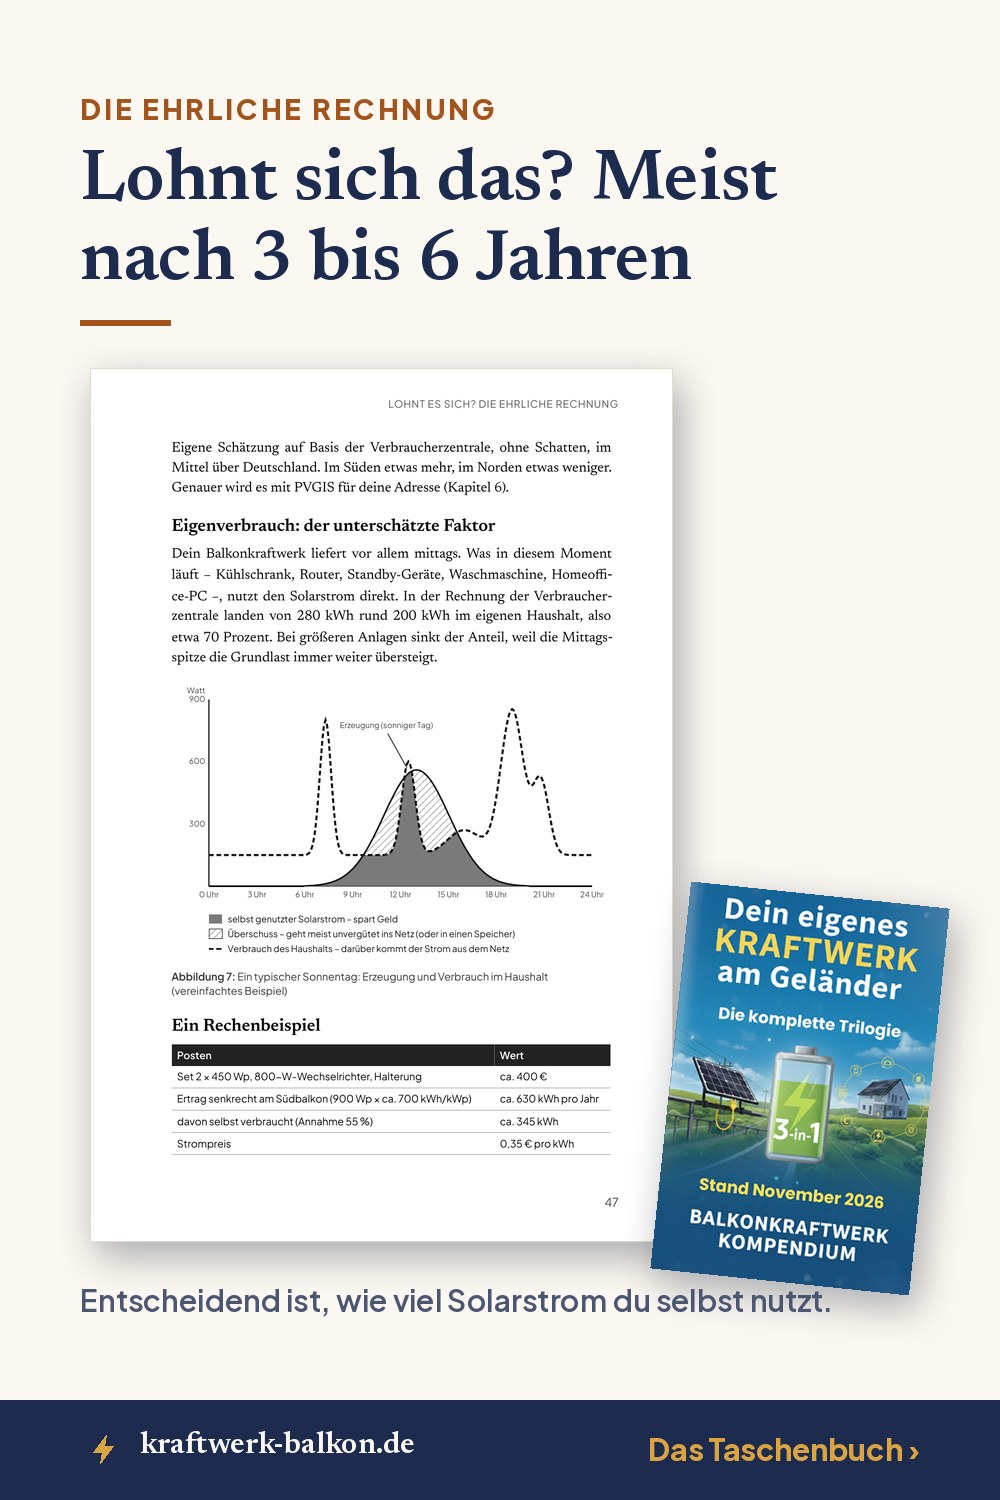 DIE EHRLICHE RECHNUNG
Lohnt sich das? Meist
nach 3 bis 6 Jahren
LOHNT ES SICH? DIE EHRLICHE RECHNUNG
Eigene Schätzung auf Basis der Verbraucherzentrale, ohne Schatten, im
Mittel über Deutschland. Im Süden etwas mehr, im Norden etwas weniger.
Genauer wird es mit PVGIS für deine Adresse (Kapitel 6).
Eigenverbrauch: der unterschätzte Faktor
Dein Balkonkraftwerk liefert vor allem mittags. Was in diesem Moment
läuft – Kühlschrank, Router, Standby-Geräte, Waschmaschine, Homeoffi-
ce-PC –, nutzt den Solarstrom direkt. In der Rechnung der Verbraucher-
zentrale landen von 280 kWh rund 200 kWh im eigenen Haushalt, also
etwa 70 Prozent. Bei größeren Anlagen sinkt der Anteil, weil die Mittags-
spitze die Grundlast immer weiter übersteigt.
Watt
900
Erzeugung (sonniger Tag)
600
300
0 Uhr 3 Uhr 6 Uhr 9 Uhr 12 Uhr 15 Uhr 18 Uhr 21 Uhr 24 Uhr
selbst genutzter Solarstrom – spart Geld
Überschuss – geht meist unvergütet ins Netz (oder in einen Speicher)
Verbrauch des Haushalts – darüber kommt der Strom aus dem Netz
Abbildung 7: Ein typischer Sonnentag: Erzeugung und Verbrauch im Haushalt
(vereinfachtes Beispiel)
Ein Rechenbeispiel
Posten Wert
Set 2 × 450 Wp, 800-W-Wechselrichter, Halterung ca. 400 €
Ertrag senkrecht am Südbalkon (900 Wp × ca. 700 kWh/kWp) ca. 630 kWh pro Jahr
davon selbst verbraucht (Annahme 55 %) ca. 345 kWh
Strompreis 0,35 € pro kWh
47
Dein eigenes
KRAFTWERK
am Geländer
Die komplette Trilogie
3-in-1
Stand November 2026
BALKONKRAFTWERK
KOMPENDIUM
Entscheidend ist, wie viel Solarstrom du selbst nutzt.
kraftwerk-balkon.de
Das Taschenbuch ›